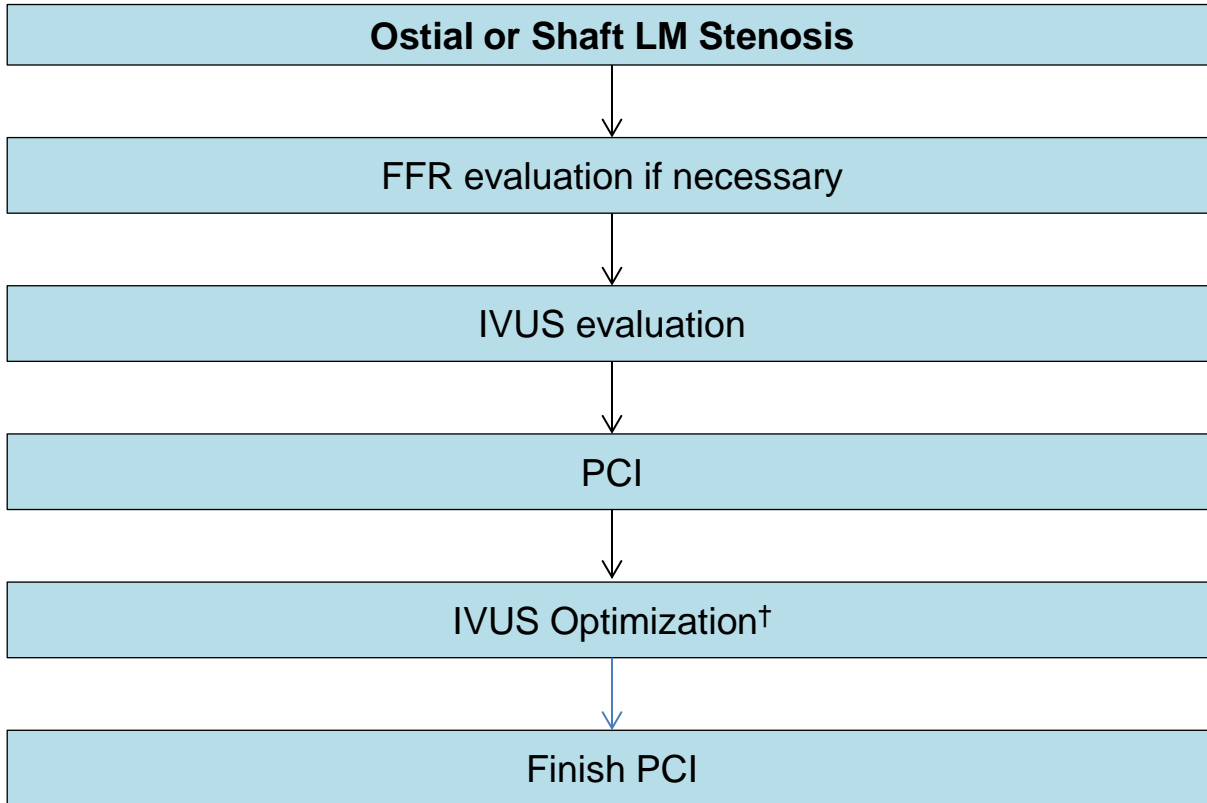 Ostial or Shaft LM Stenosis
FFR evaluation if necessary
IVUS evaluation
PCI
IVUS Optimization†
Finish PCI